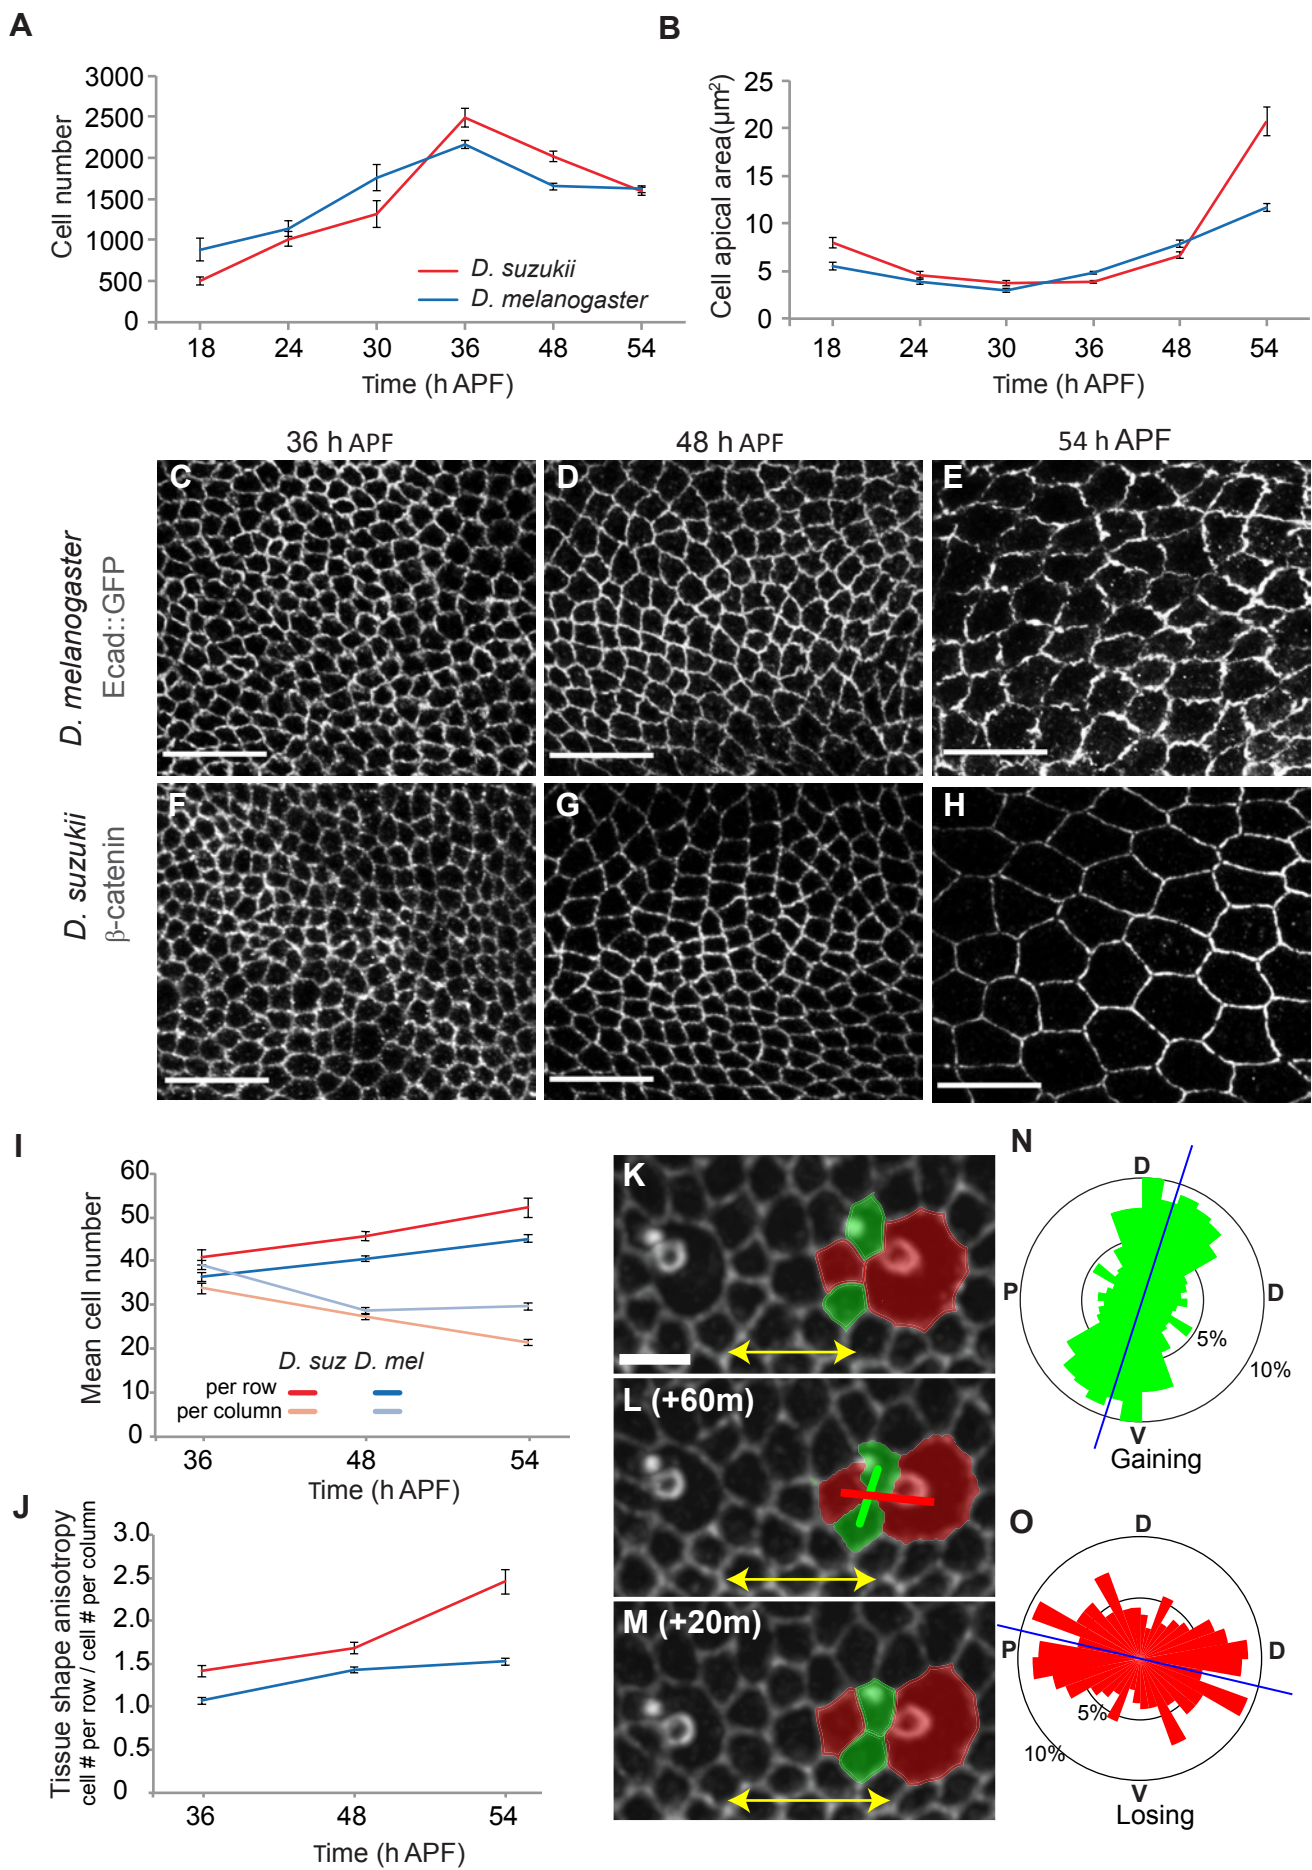 A
B
3000
2500
2000
1500
1000
500
0
Cell number
D. suzukii
D. melanogaster
18 24 30 36 48 54
Time (h APF)
25
20
15
10
5
0
Cell apical area(µm²)
18 24 30 36 48 54
Time (h APF)
36 h APF
48 h APF
54 h APF
D. melanogaster
Ecad::GFP
C
D
E
D. suzukii
β-catenin
F
G
H
I
60
50
40
30
20
10
0
Mean cell number
D. suz D. mel
per row
per column
36 48 54
Time (h APF)
J
3.0
2.5
2.0
1.5
1.0
0.5
0
Tissue shape anisotropy
cell # per row / cell # per column
36 48 54
Time (h APF)
K
L (+60m)
M (+20m)
N
D
P
D
5%
10%
V
Gaining
O
D
P
D
5%
10%
V
Losing